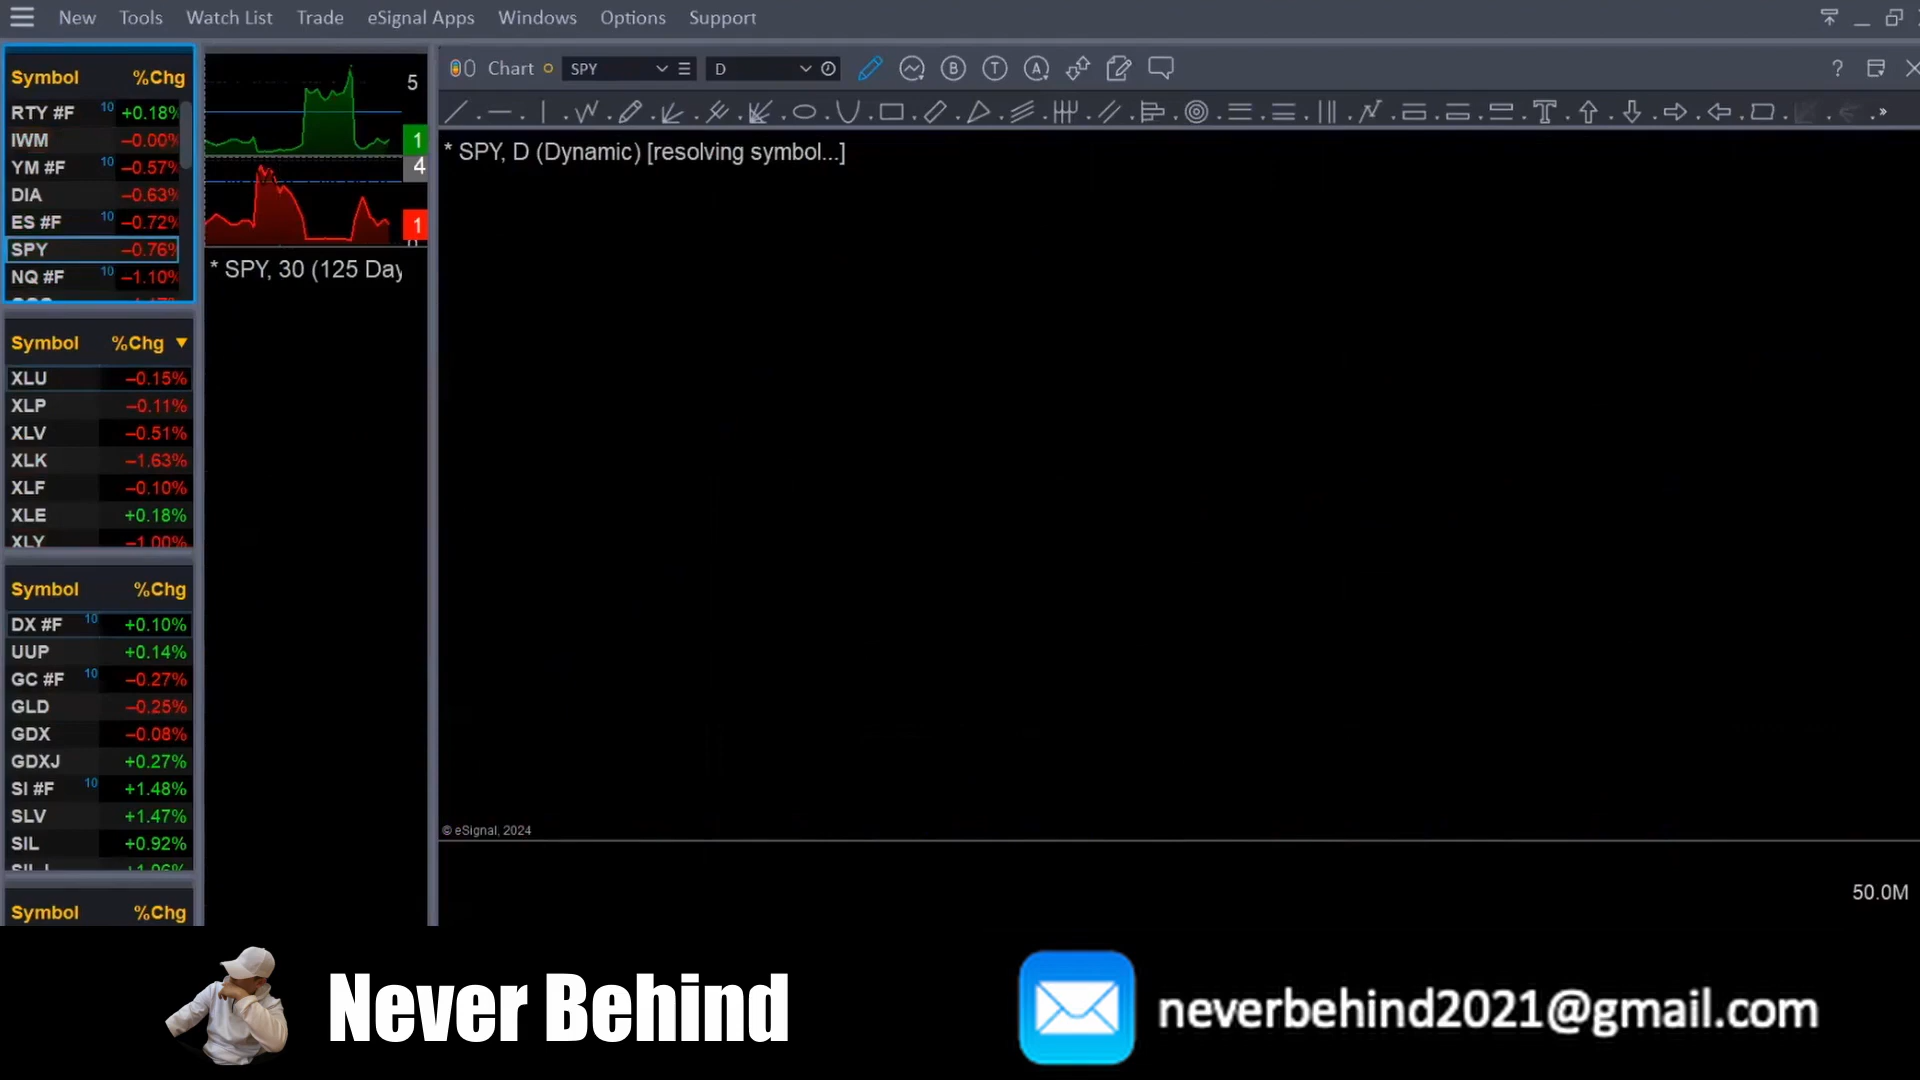 New Tools Watch List Trade eSignal Apps Windows Options Support
Symbol %Chg
RTY #F 10 +0.18%
IWM –0.00%
YM #F 10 –0.57%
DIA –0.63%
ES #F 10 –0.72%
SPY –0.76%
NQ #F 10 –1.10%
Symbol %Chg ▼
XLU –0.15%
XLP –0.11%
XLV –0.51%
XLK –1.63%
XLF –0.10%
XLE +0.18%
XLY –1.00%
Symbol %Chg
DX #F 10 +0.10%
UUP +0.14%
GC #F 10 –0.27%
GLD –0.25%
GDX –0.08%
GDXJ +0.27%
SI #F 10 +1.48%
SLV +1.47%
SIL +0.92%
Symbol %Chg
5
1
4
1
* SPY, 30 (125 Day
Chart SPY D B T A ?
* SPY, D (Dynamic) [resolving symbol...]
© eSignal, 2024
50.0M
Never Behind
neverbehind2021@gmail.com